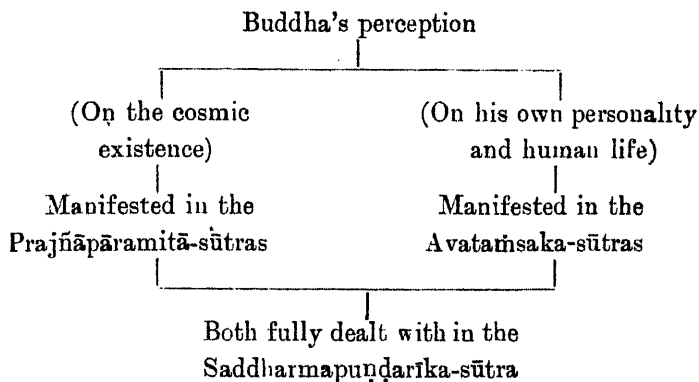 Buddha's perception
(On the cosmic existence)
(On his own personality and human life)
Manifested in the Prajñāpāramitā-sūtras
Manifested in the Avataṁsaka-sūtras
Both fully dealt with in the
Saddharmapuṇḍarīka-sūtra